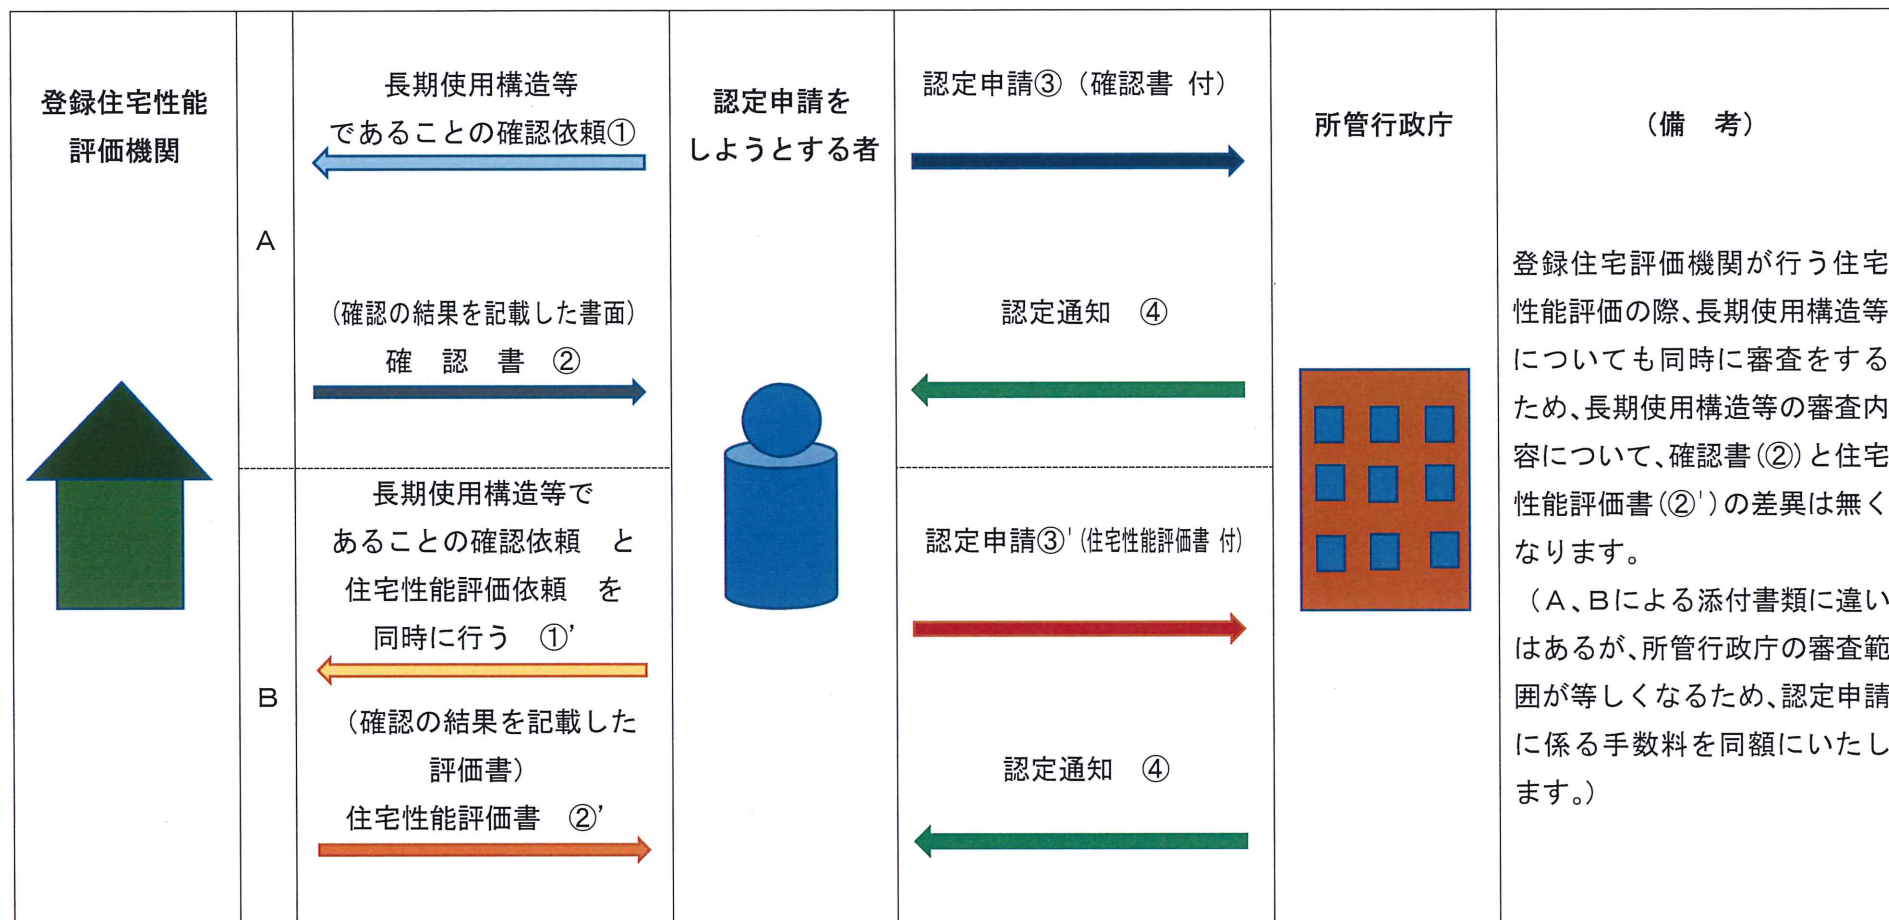 登録住宅性能
評価機関
A
長期使用構造等
であることの確認依頼①
(確認の結果を記載した書面)
確 認 書 ②
B
長期使用構造等で
あることの確認依頼 と
住宅性能評価依頼 を
同時に行う ①’
(確認の結果を記載した
評価書)
住宅性能評価書 ②’
認定申請を
しようとする者
認定申請③(確認書 付)
認定通知 ④
認定申請③'(住宅性能評価書 付)
認定通知 ④
所管行政庁
(備 考)
登録住宅評価機関が行う住宅
性能評価の際、長期使用構造等
についても同時に審査をする
ため、長期使用構造等の審査内
容について、確認書(②)と住宅
性能評価書(②')の差異は無く
なります。
(A、Bによる添付書類に違い
はあるが、所管行政庁の審査範
囲が等しくなるため、認定申請
に係る手数料を同額にいたし
ます。)